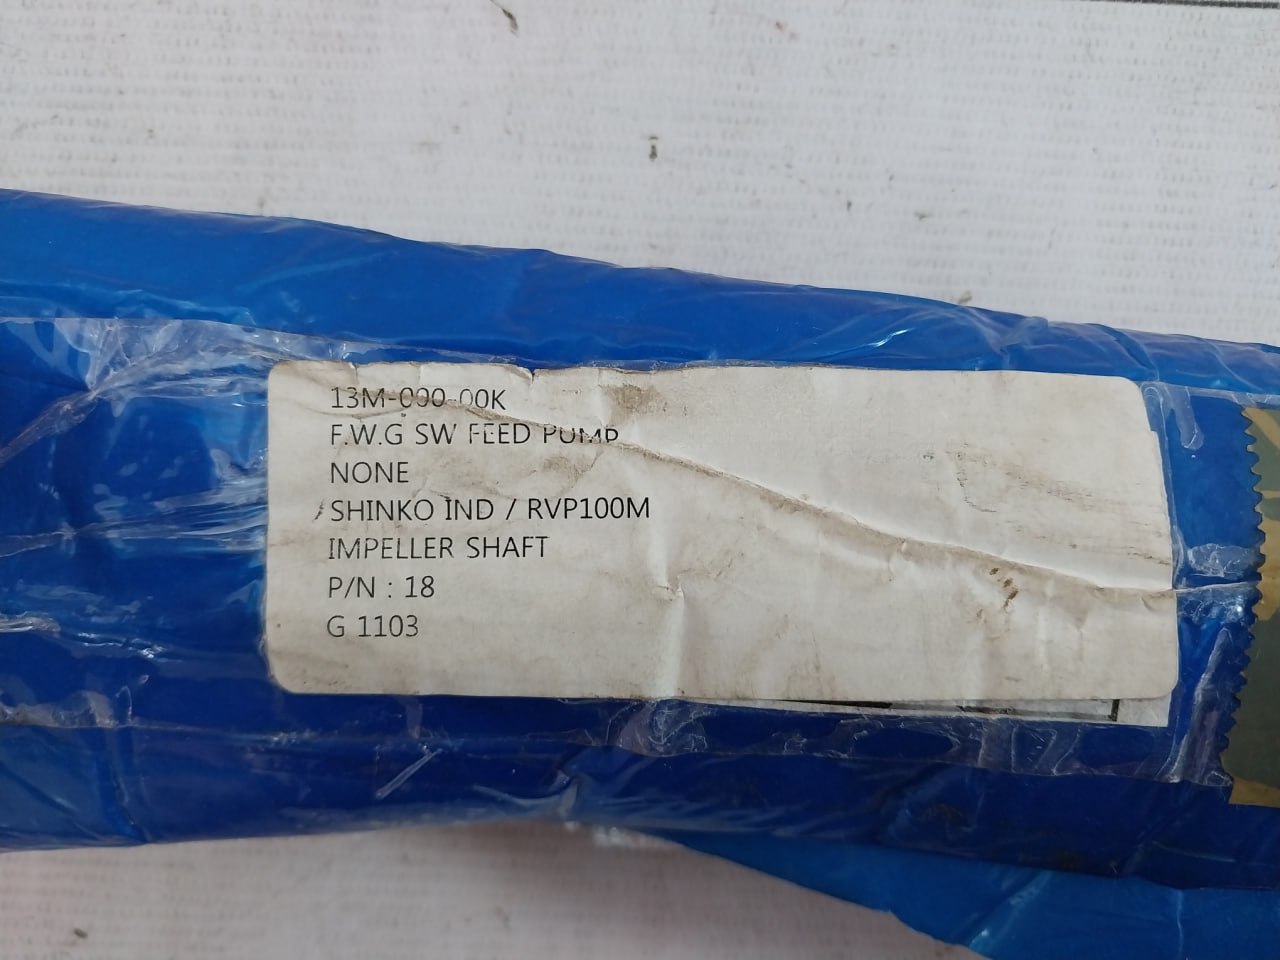 13M-000-00K
F.W.G SW FEED PUMP
NONE
/SHINKO IND / RVP100M
IMPELLER SHAFT
P/N : 18
G 1103